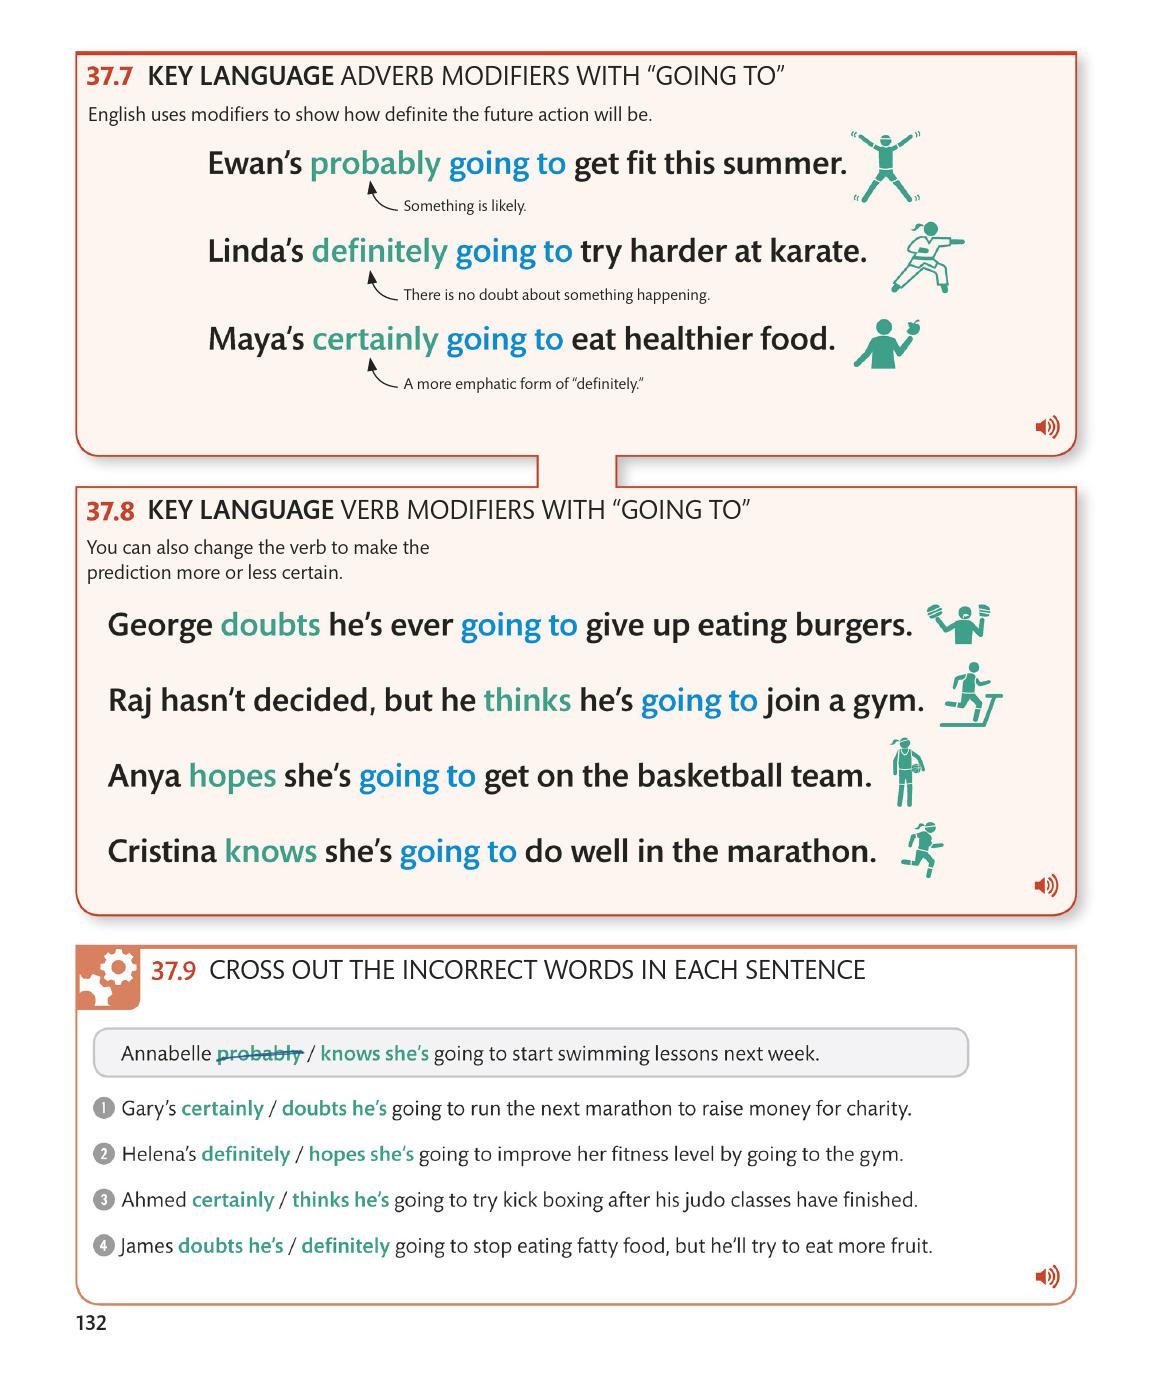 37.7 KEY LANGUAGE ADVERB MODIFIERS WITH “GOING TO”
English uses modifiers to show how definite the future action will be.
Ewan’s probably going to get fit this summer.
Something is likely.
Linda’s definitely going to try harder at karate.
There is no doubt about something happening.
Maya’s certainly going to eat healthier food.
A more emphatic form of “definitely.”
37.8 KEY LANGUAGE VERB MODIFIERS WITH “GOING TO”
You can also change the verb to make the
prediction more or less certain.
George doubts he’s ever going to give up eating burgers.
Raj hasn’t decided, but he thinks he’s going to join a gym.
Anya hopes she’s going to get on the basketball team.
Cristina knows she’s going to do well in the marathon.
37.9 CROSS OUT THE INCORRECT WORDS IN EACH SENTENCE
Annabelle probably / knows she’s going to start swimming lessons next week.
1 Gary’s certainly / doubts he’s going to run the next marathon to raise money for charity.
2 Helena’s definitely / hopes she’s going to improve her fitness level by going to the gym.
3 Ahmed certainly / thinks he’s going to try kick boxing after his judo classes have finished.
4 James doubts he’s / definitely going to stop eating fatty food, but he’ll try to eat more fruit.
132